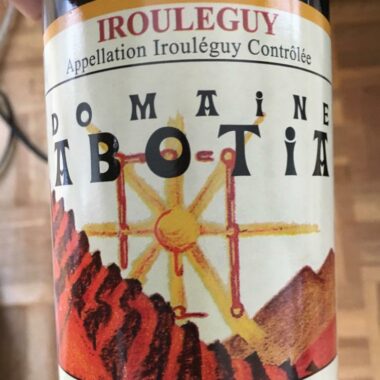 IROULEGUY
Appellation Irouléguy Contrôlée
DOMAiNE
ABOTiA